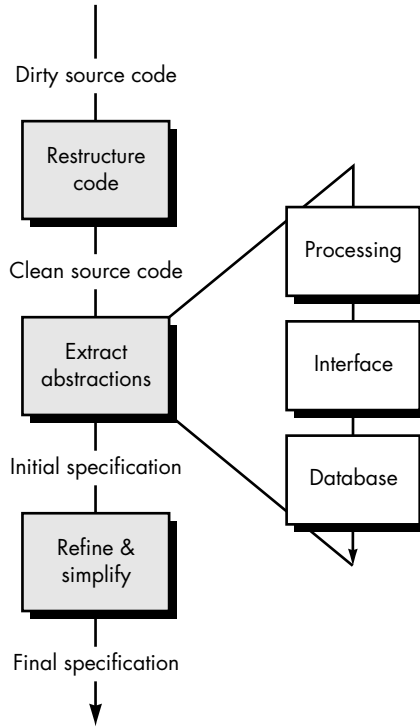 Dirty source code
Restructure
code
Clean source code
Extract
abstractions
Initial specification
Refine &
simplify
Final specification
Processing
Interface
Database